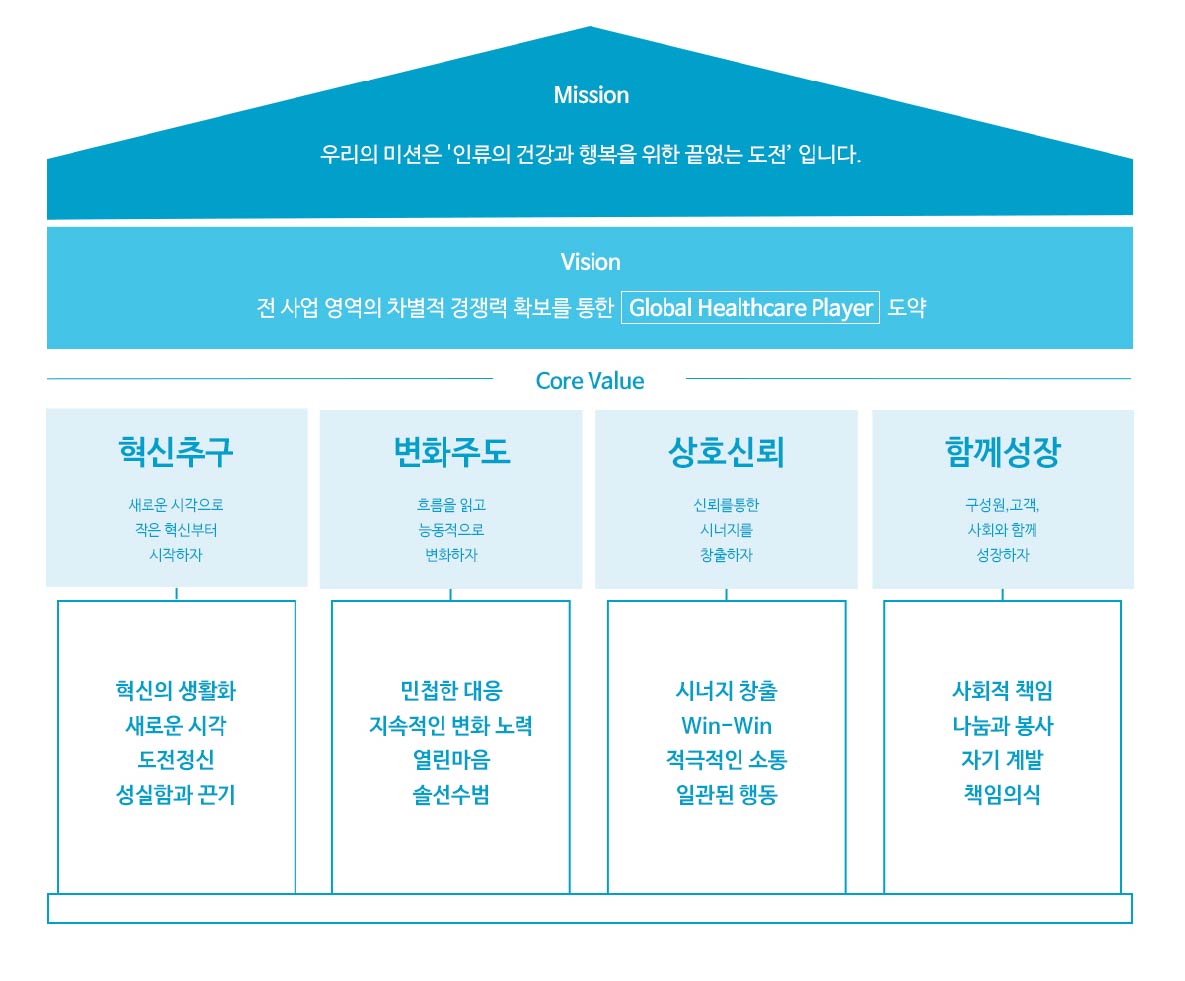 Mission
우리의 미션은 '인류의 건강과 행복을 위한 끝없는 도전’ 입니다.
Vision
전 사업 영역의 차별적 경쟁력 확보를 통한 Global Healthcare Player 도약
Core Value
혁신추구
새로운 시각으로
작은 혁신부터
시작하자
혁신의 생활화
새로운 시각
도전정신
성실함과 끈기
변화주도
흐름을 읽고
능동적으로
변화하자
민첩한 대응
지속적인 변화 노력
열린마음
솔선수범
상호신뢰
신뢰를통한
시너지를
창출하자
시너지 창출
Win-Win
적극적인 소통
일관된 행동
함께성장
구성원,고객,
사회와 함께
성장하자
사회적 책임
나눔과 봉사
자기 계발
책임의식